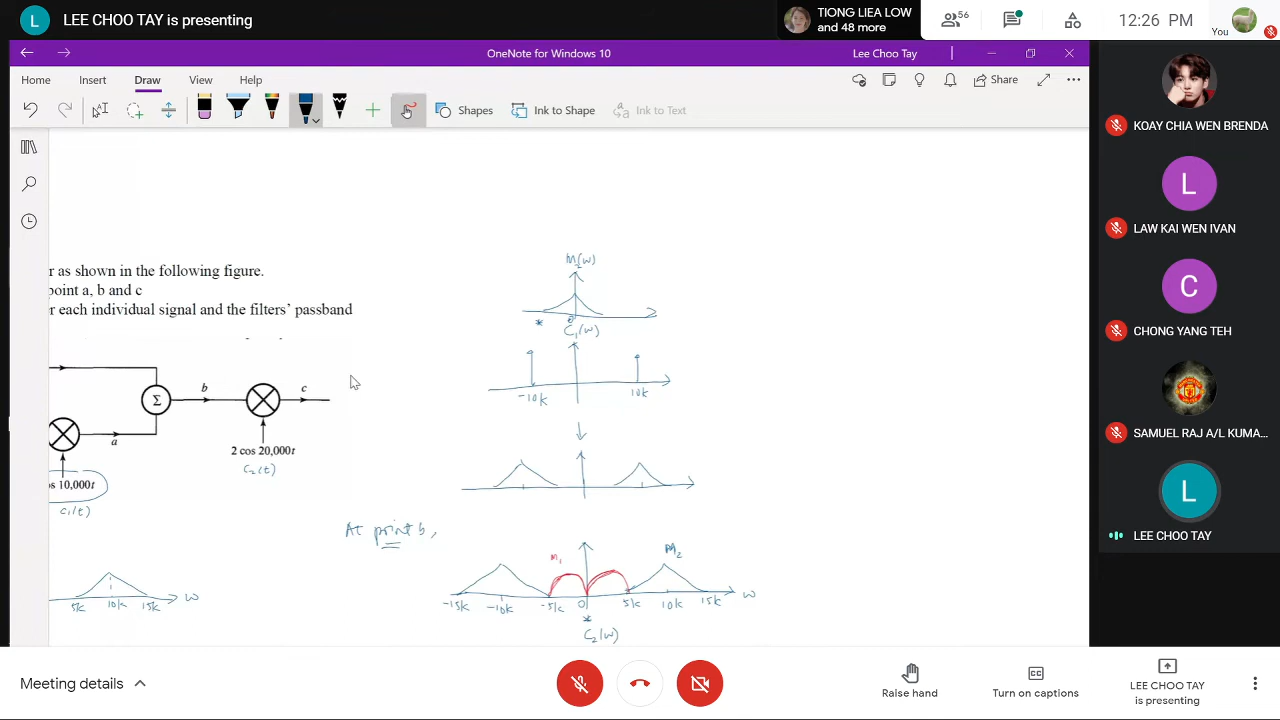 L
LEE CHOO TAY is presenting
TIONG LIEA LOW
and 48 more
56
12:26 PM
You
OneNote for Windows 10
Lee Choo Tay
Home
Insert
Draw
View
Help
Share
Shapes
Ink to Shape
Ink to Text
r as shown in the following figure.
point a, b and c
r each individual signal and the filters' passband
M2(w)
*
0
C1(w)
-10k
10k
Σ
b
c
a
2 cos 20,000t
C2(t)
os 10,000t
C1(t)
At point b,
5k
10k
15k
w
M1
M2
-15k
-10k
-5k
0
5k
10k
15k
w
*
C2(w)
KOAY CHIA WEN BRENDA
L
LAW KAI WEN IVAN
C
CHONG YANG TEH
SAMUEL RAJ A/L KUMA...
L
LEE CHOO TAY
Meeting details
Raise hand
CC
Turn on captions
LEE CHOO TAY
is presenting